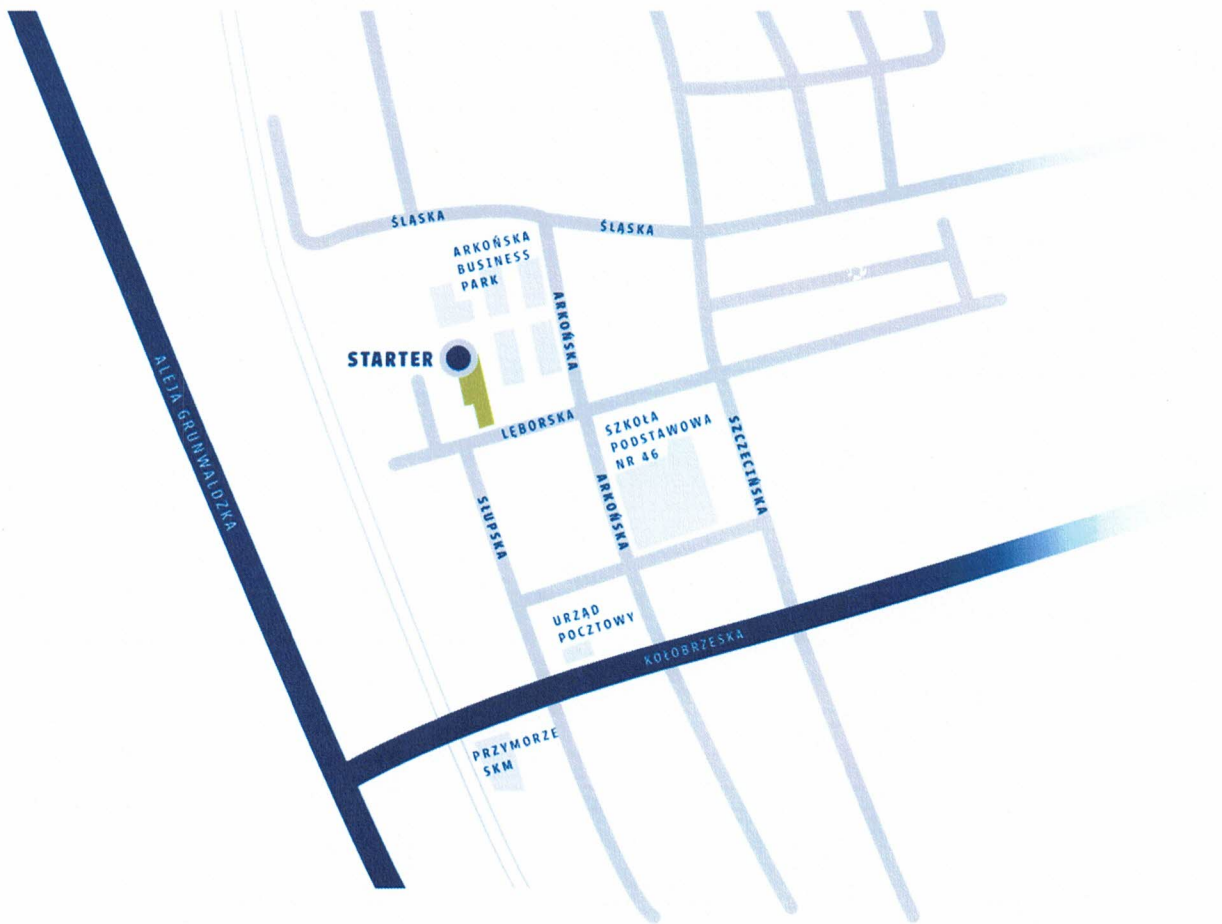 ŚLĄSKA
ŚLĄSKA
ARKOŃSKA
BUSINESS
PARK
ARKOŃSKA
STARTER
ALEJA GRUNWALDZKA
LĘBORSKA
SZKOŁA
PODSTAWOWA
NR 46
SZCZECIŃSKA
ARKOŃSKA
SŁUPSKA
URZĄD
POCZTOWY
KOŁOBRZESKA
PRZYMORZE
SKM